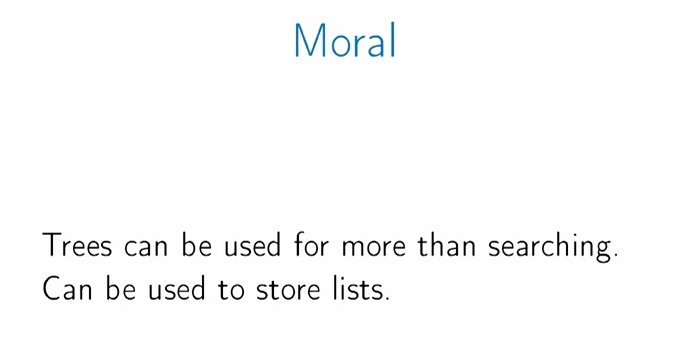 Moral
Trees can be used for more than searching.
Can be used to store lists.